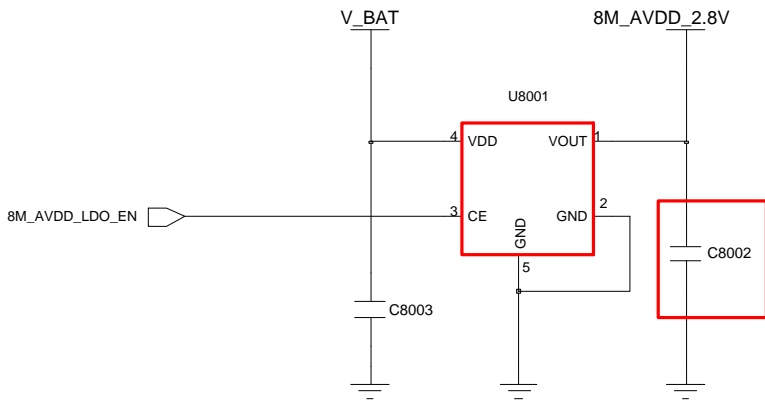 V_BAT
8M_AVDD_2.8V
U8001
4
VDD
VOUT
1
8M_AVDD_LDO_EN
3
CE
GND
2
GND
5
C8002
C8003